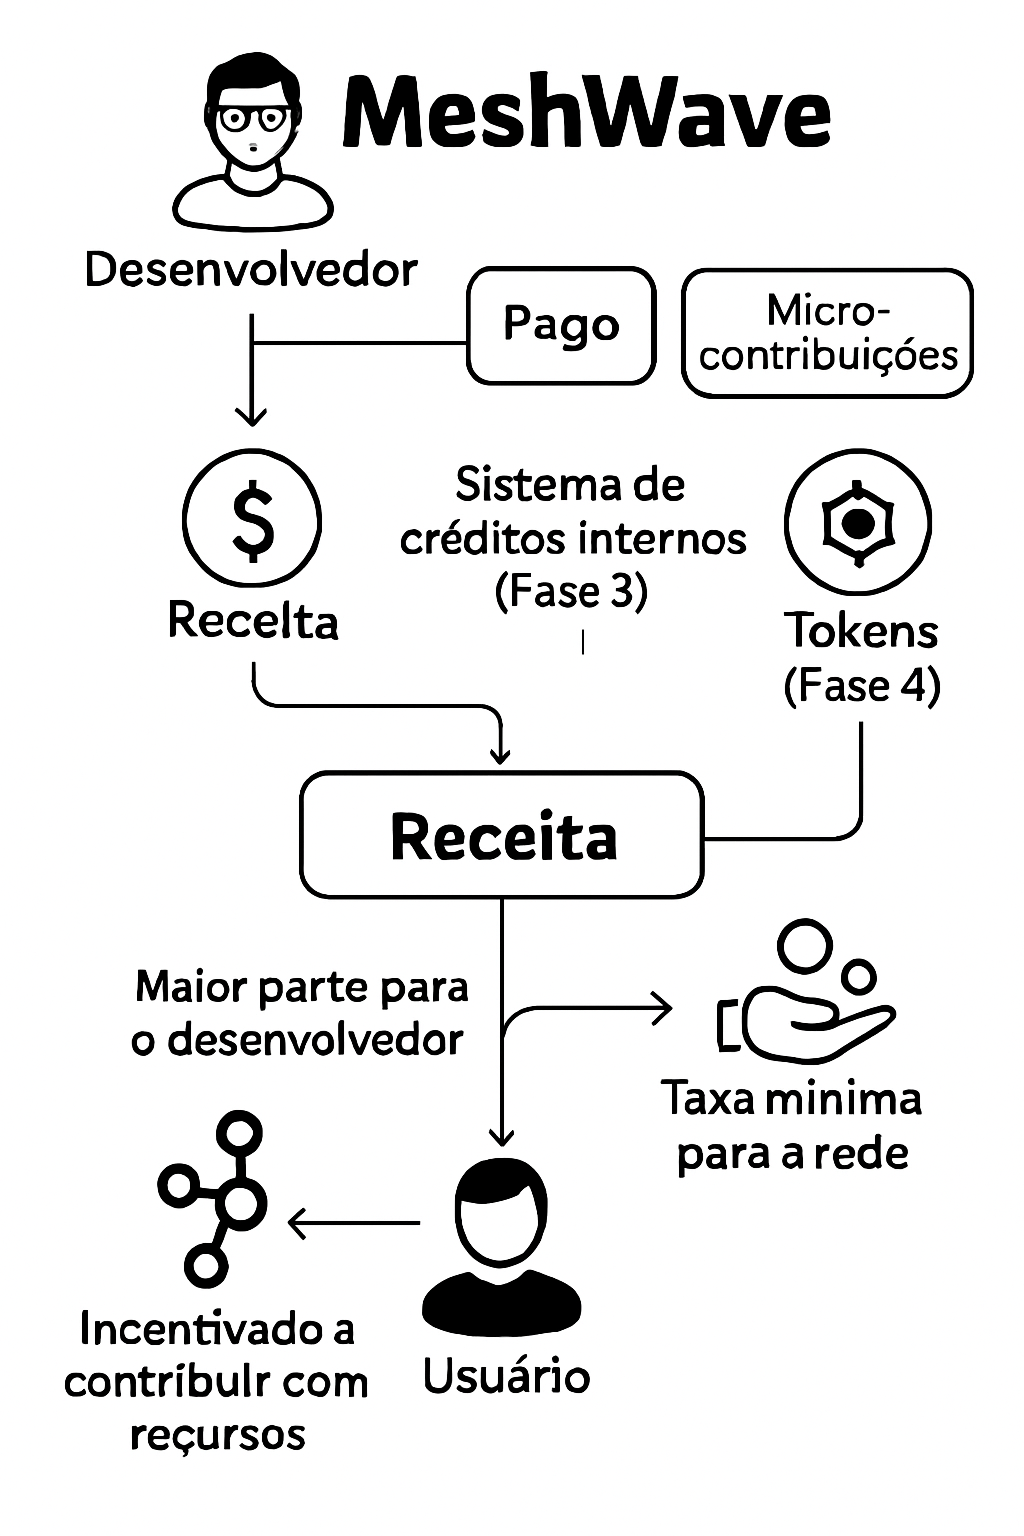 MeshWave
Desenvolvedor
Pago
Micro-
contribuiçóes
$
Recelta
Sistema de
créditos internos
(Fase 3)
Tokens
(Fase 4)
Receita
Maior parte para
o desenvolvedor
Taxa minima
para a rede
Incentivado a
contribulr com
reçursos
Usuário